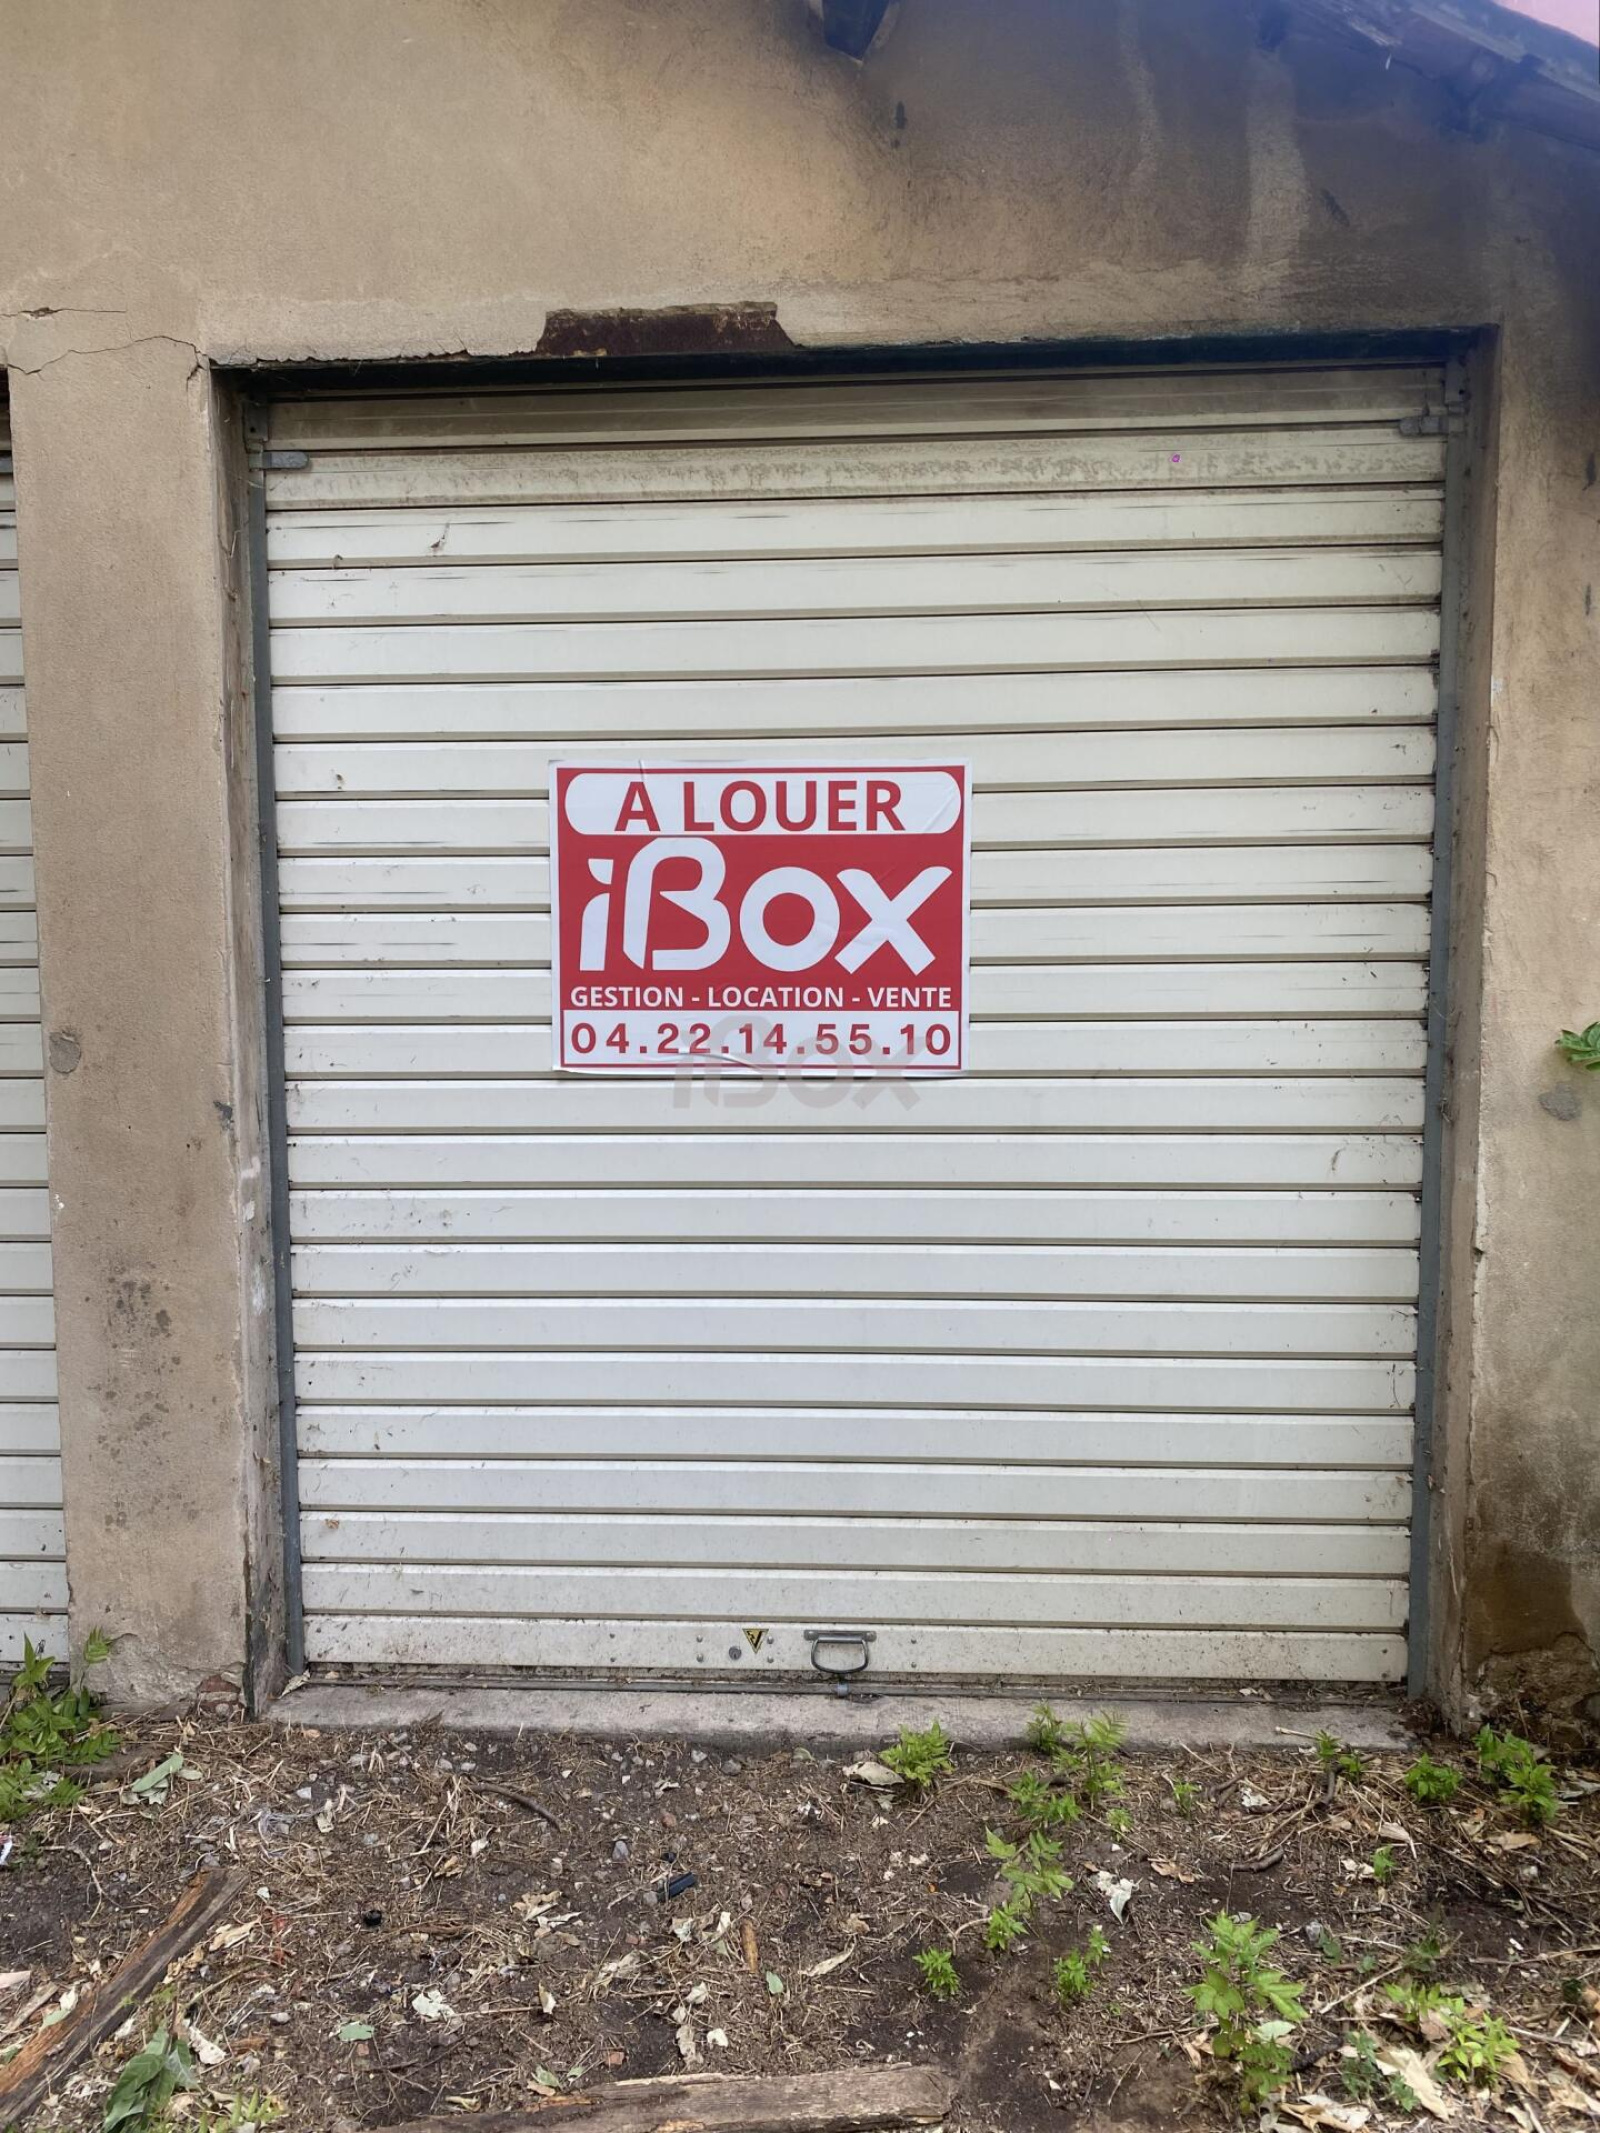 A LOUER
iBox
GESTION - LOCATION - VENTE
04.22.14.55.10
iBox